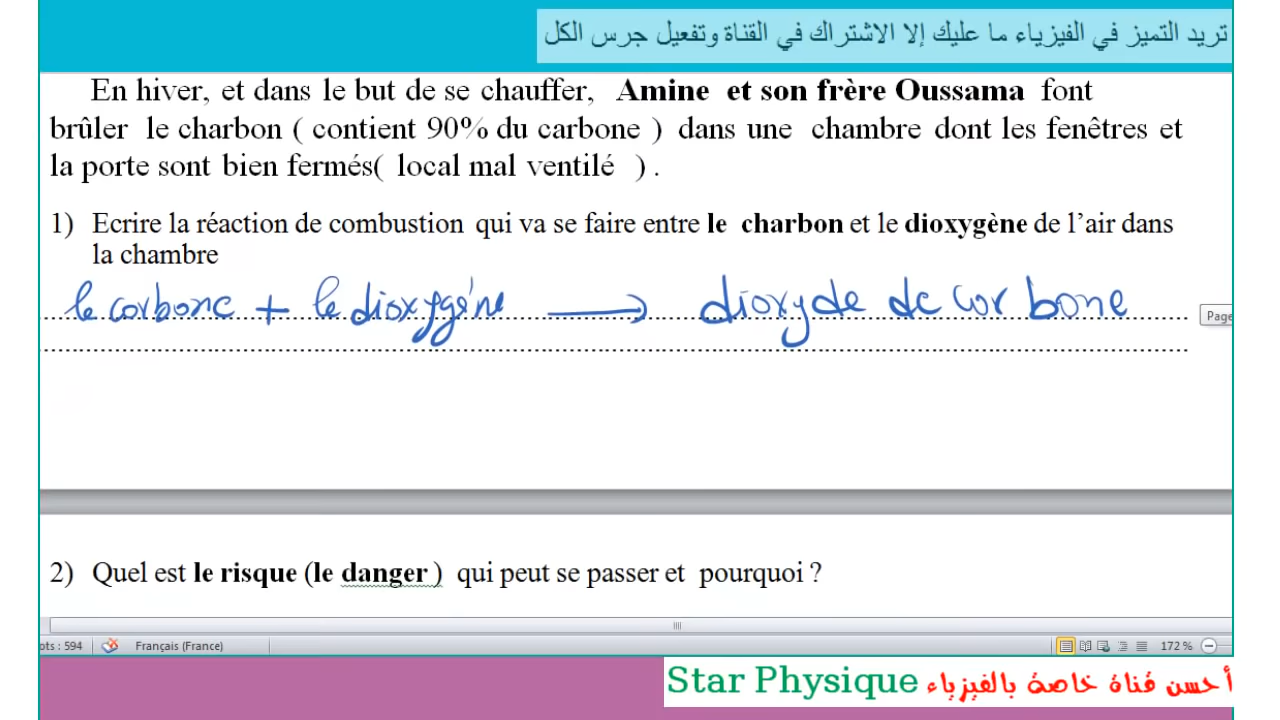 تريد التميز في الفيزياء ما عليك إلا الاشتراك في القناة وتفعيل جرس الكل
En hiver, et dans le but de se chauffer, Amine et son frère Oussama font
brûler le charbon ( contient 90% du carbone ) dans une chambre dont les fenêtres et
la porte sont bien fermés( local mal ventilé ) .
1) Ecrire la réaction de combustion qui va se faire entre le charbon et le dioxygène de l’air dans
la chambre
le carbone + le dioxygéne → dioxyde de carbone
Page
2) Quel est le risque (le danger ) qui peut se passer et pourquoi ?
ots : 594 Français (France) 172 %
Star Physique أحسن قناة خاصة بالفيزياء